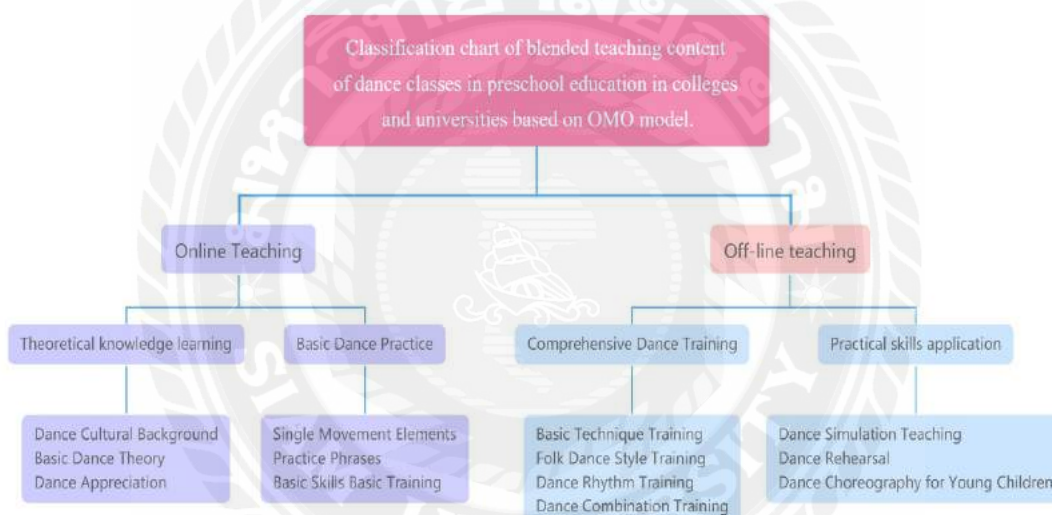 Classification chart of blended teaching content
of dance classes in preschool education in colleges
and universities based on OMO model.
Online Teaching
Off-line teaching
Theoretical knowledge learning
Basic Dance Practice
Comprehensive Dance Training
Practical skills application
Dance Cultural Background
Basic Dance Theory
Dance Appreciation
Single Movement Elements
Practice Phrases
Basic Skills Basic Training
Basic Technique Training
Folk Dance Style Training
Dance Rhythm Training
Dance Combination Training
Dance Simulation Teaching
Dance Rehearsal
Dance Choreography for Young Children